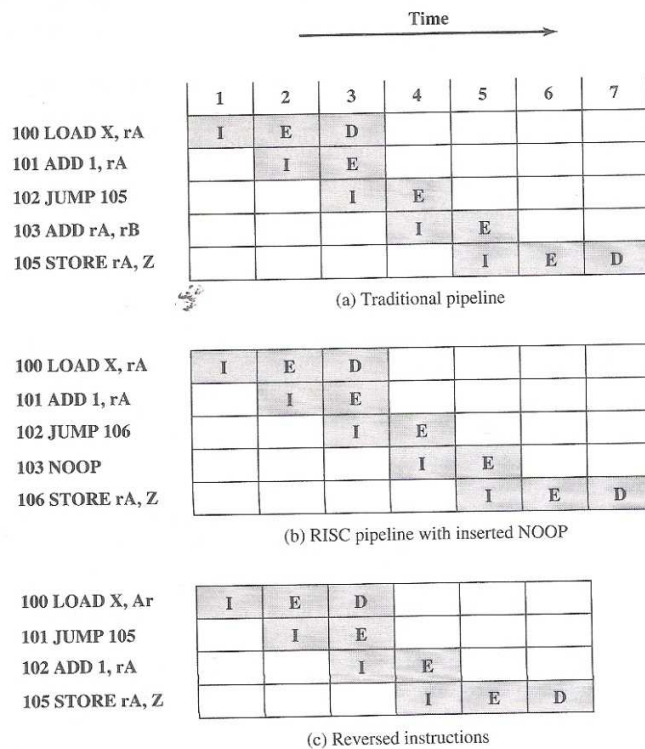 Time
1 2 3 4 5 6 7
100 LOAD X, rA I E D
101 ADD 1, rA I E
102 JUMP 105 I E
103 ADD rA, rB I E
105 STORE rA, Z I E D
(a) Traditional pipeline
100 LOAD X, rA I E D
101 ADD 1, rA I E
102 JUMP 106 I E
103 NOOP I E
106 STORE rA, Z I E D
(b) RISC pipeline with inserted NOOP
100 LOAD X, Ar I E D
101 JUMP 105 I E
102 ADD 1, rA I E
105 STORE rA, Z I E D
(c) Reversed instructions